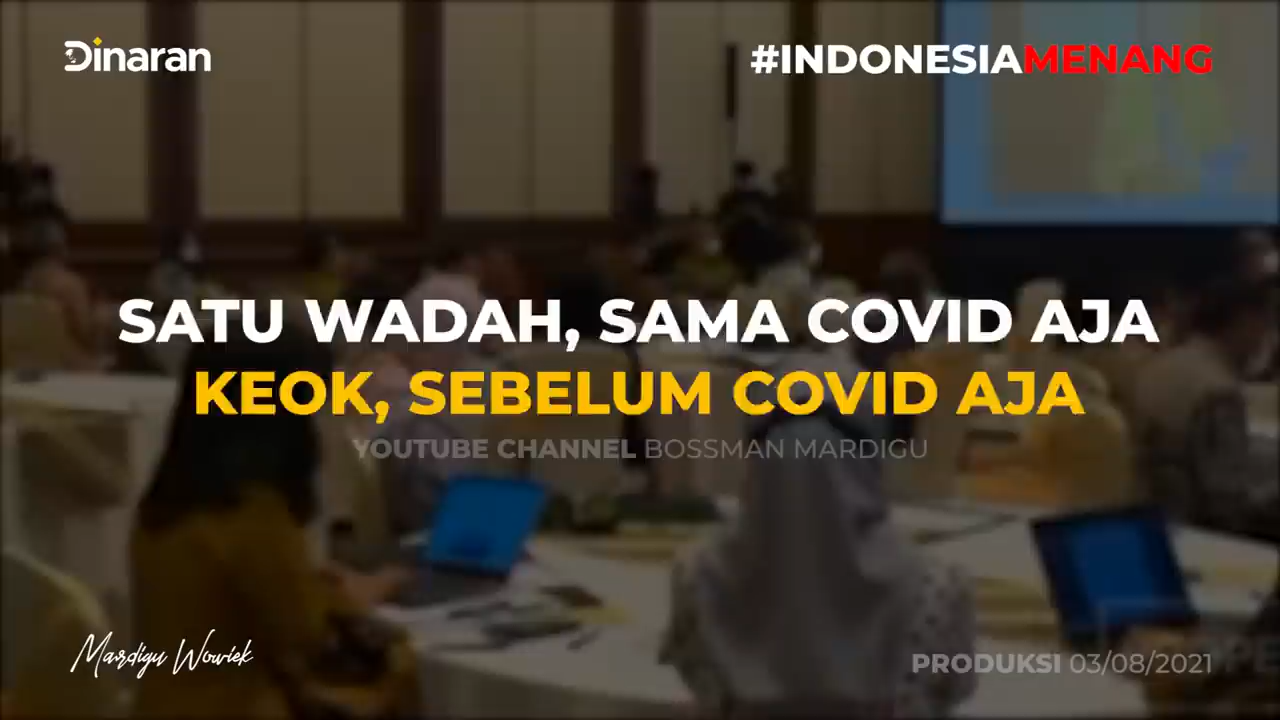 Dinaran
#INDONESIAMENANG
SATU WADAH, SAMA COVID AJA
KEOK, SEBELUM COVID AJA
YOUTUBE CHANNEL BOSSMAN MARDIGU
Mardigu Wowiek
PRODUKSI 03/08/2021